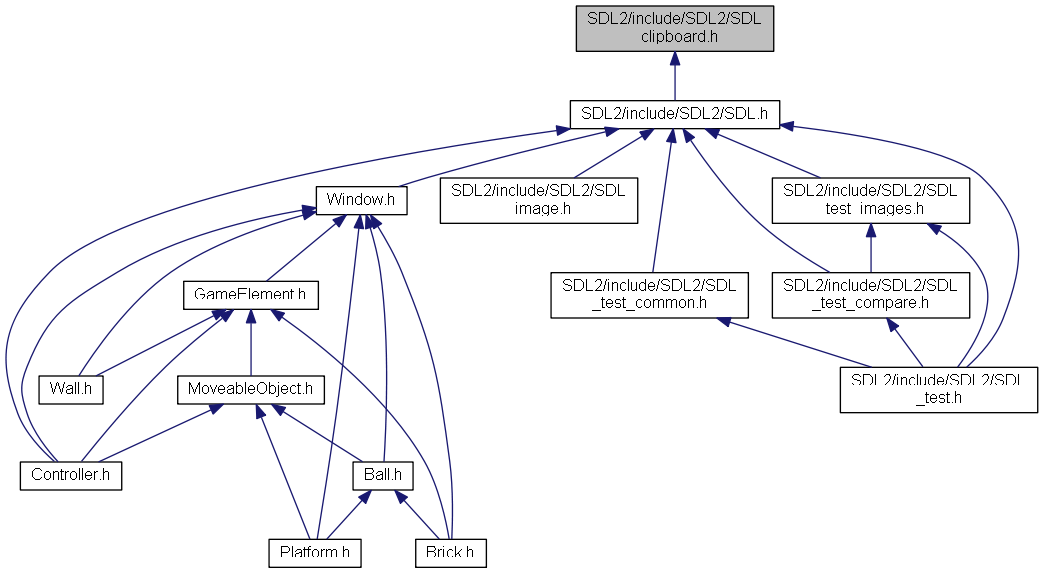 SDL2/include/SDL2/SDL
clipboard.h
SDL2/include/SDL2/SDL.h
Window.h
SDL2/include/SDL2/SDL
image.h
SDL2/include/SDL2/SDL
test_images.h
GameElement.h
SDL2/include/SDL2/SDL
_test_common.h
SDL2/include/SDL2/SDL
_test_compare.h
Wall.h
MoveableObject.h
SDL2/include/SDL2/SDL
_test.h
Controller.h
Ball.h
Platform.h
Brick.h